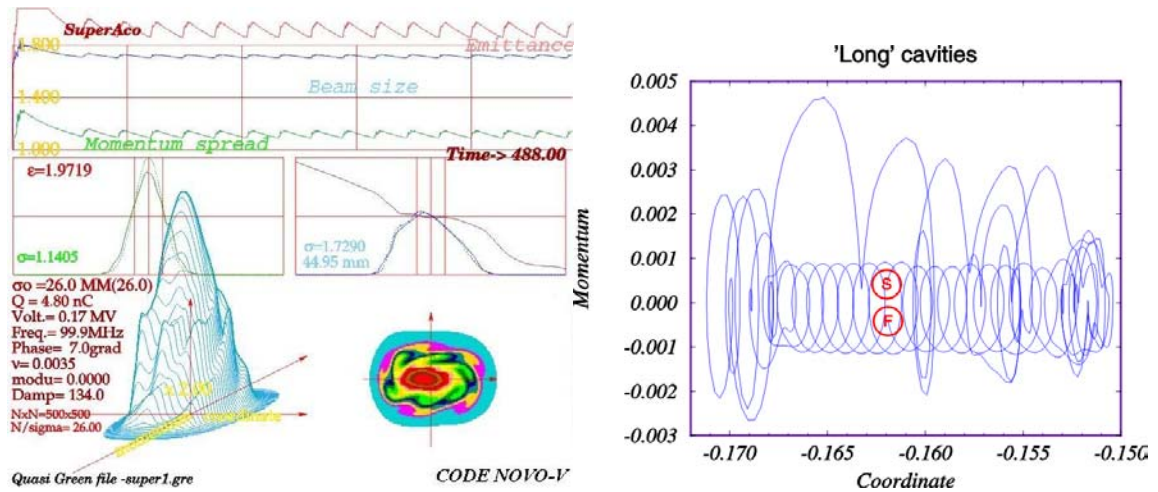 SuperAco
Emittance
1.800
Beam size
1.400
Momentum spread
1.000
Time-> 488.00
ε=1.9719
σ=1.1405
σ=1.7290
44.95 mm
σo =26.0 MM(26.0)
Q = 4.80 nC
Volt.= 0.17 MV
Freq.= 99.9MHz
Phase= 7.0grad
ν= 0.0035
modu= 0.0000
Damp= 134.0
NxN=500x500
N/sigma= 26.00
Quasi Green file -super1.gre
CODE NOVO-V
'Long' cavities
0.005
0.004
0.003
0.002
0.001
0.000
-0.001
-0.002
-0.003
Momentum
S
F
-0.170
-0.165
-0.160
-0.155
Coordinate